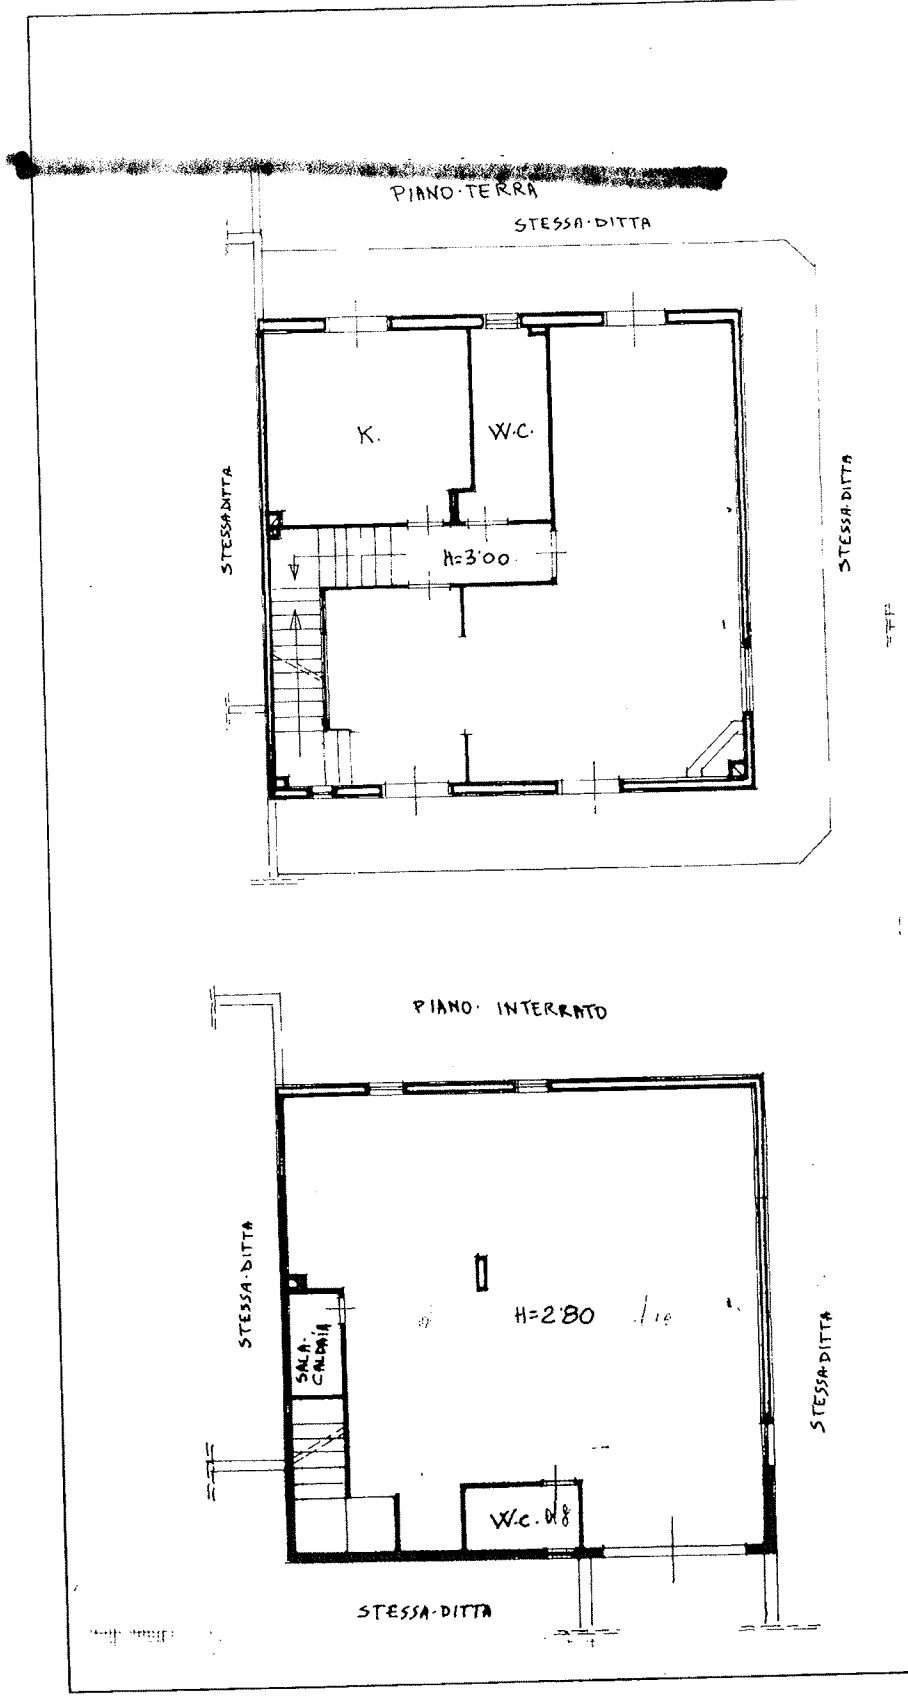 PIANO·TERRA
STESSA·DITTA
STESSA·DITTA
STESSA·DITTA
K.
W.C.
H=3'00
PIANO· INTERRATO
STESSA·DITTA
H=2'80
SALA-
CALDAIA
STESSA·DITTA
W.c.
STESSA·DITTA